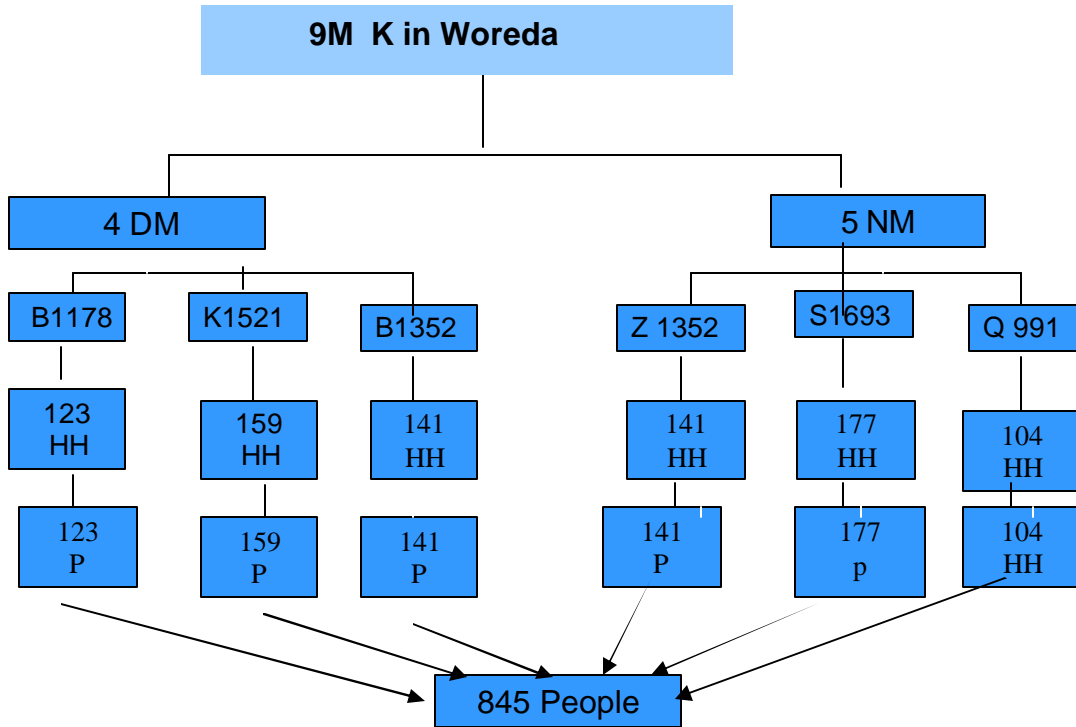 9M K in Woreda
4 DM
5 NM
B1178
K1521
B1352
Z 1352
S1693
Q 991
123
HH
159
HH
141
HH
141
HH
177
HH
104
HH
123
P
159
P
141
P
141
P
177
p
104
HH
845 People